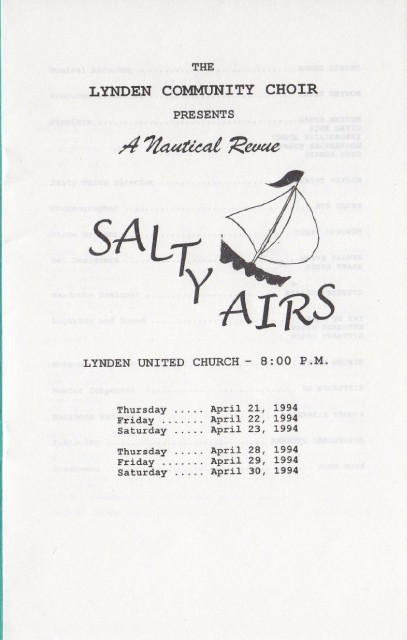 THE
LYNDEN COMMUNITY CHOIR
PRESENTS
A Nautical Revue
SALTY AIRS
LYNDEN UNITED CHURCH - 8:00 P.M.
Thursday ..... April 21, 1994
Friday ....... April 22, 1994
Saturday ..... April 23, 1994
Thursday ..... April 28, 1994
Friday ....... April 29, 1994
Saturday ..... April 30, 1994